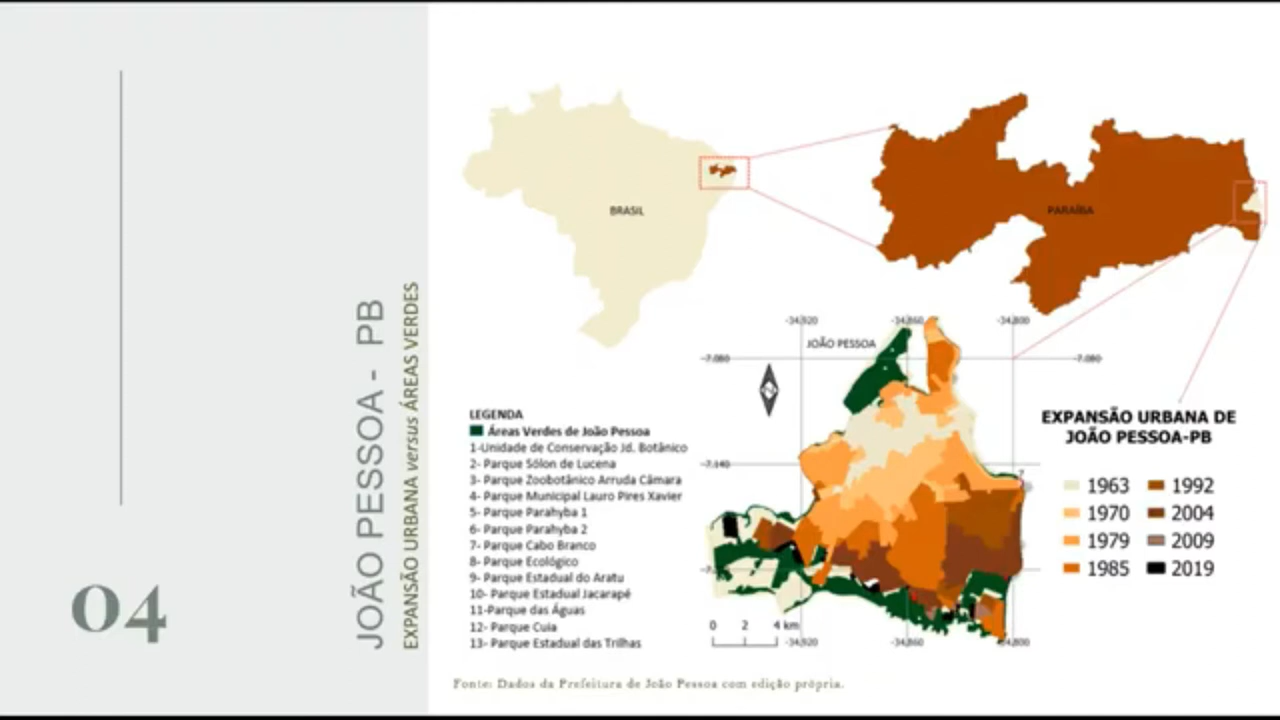 04
JOÃO PESSOA - PB
EXPANSÃO URBANA versus ÁREAS VERDES
BRASIL
PARAÍBA
-34.920
-34.860
-34.800
JOÃO PESSOA
-7.080
-7.080
LEGENDA
Áreas Verdes de João Pessoa
1-Unidade de Conservação Jd. Botânico
2- Parque Sólon de Lucena
3- Parque Zoobotânico Arruda Câmara
4- Parque Municipal Lauro Pires Xavier
5- Parque Parahyba 1
6- Parque Parahyba 2
7- Parque Cabo Branco
8- Parque Ecológico
9- Parque Estadual do Aratu
10- Parque Estadual Jacarapé
11-Parque das Águas
12- Parque Cuia
13- Parque Estadual das Trilhas
-7.140
0 2 4 km
-34.920
-34.860
-34.800
EXPANSÃO URBANA DE
JOÃO PESSOA-PB
1963 1992
1970 2004
1979 2009
1985 2019
Fonte: Dados da Prefeitura de João Pessoa com edição própria.